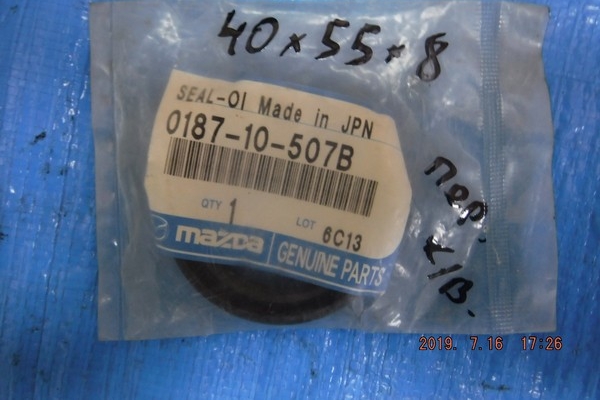 40×55×8
SEAL-OI Made in JPN
0187-10-507B
QTY 1 LOT 6C13
mazda GENUINE PARTS
пер.
к/в.
2019. 7.16 17:26